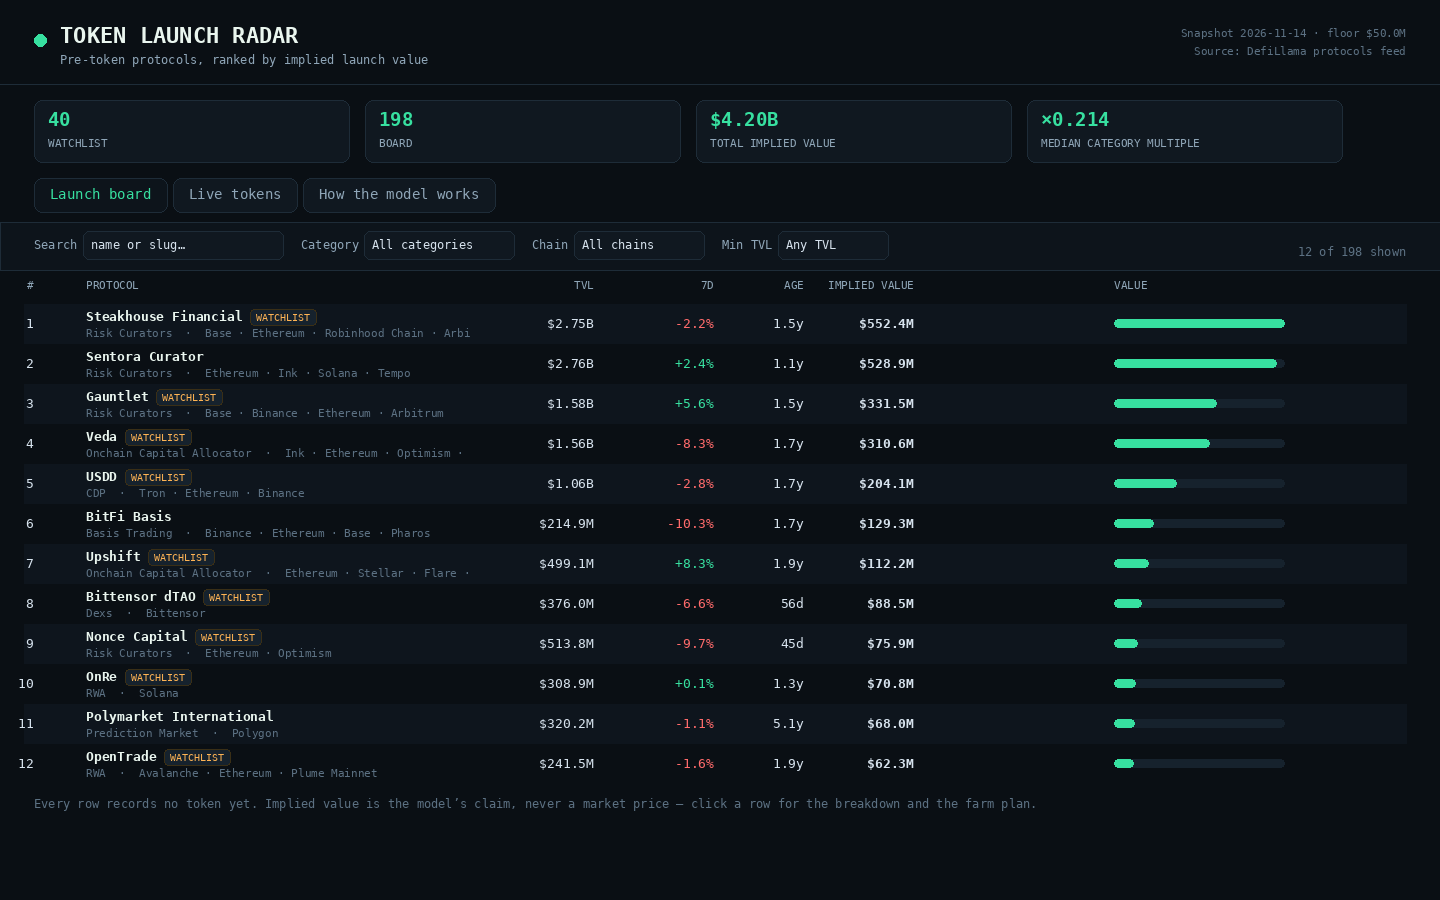 TOKEN LAUNCH RADAR
Pre-token protocols, ranked by implied launch value
Snapshot 2026-11-14 · floor $50.0M
Source: DefiLlama protocols feed
40
WATCHLIST
198
BOARD
$4.20B
TOTAL IMPLIED VALUE
×0.214
MEDIAN CATEGORY MULTIPLE
Launch board
Live tokens
How the model works
Search name or slug…
Category All categories
Chain All chains
Min TVL Any TVL
12 of 198 shown
# PROTOCOL TVL 7D AGE IMPLIED VALUE VALUE
1 Steakhouse Financial WATCHLIST $2.75B -2.2% 1.5y $552.4M
Risk Curators · Base · Ethereum · Robinhood Chain · Arbi
2 Sentora Curator $2.76B +2.4% 1.1y $528.9M
Risk Curators · Ethereum · Ink · Solana · Tempo
3 Gauntlet WATCHLIST $1.58B +5.6% 1.5y $331.5M
Risk Curators · Base · Binance · Ethereum · Arbitrum
4 Veda WATCHLIST $1.56B -8.3% 1.7y $310.6M
Onchain Capital Allocator · Ink · Ethereum · Optimism ·
5 USDD WATCHLIST $1.06B -2.8% 1.7y $204.1M
CDP · Tron · Ethereum · Binance
6 BitFi Basis $214.9M -10.3% 1.7y $129.3M
Basis Trading · Binance · Ethereum · Base · Pharos
7 Upshift WATCHLIST $499.1M +8.3% 1.9y $112.2M
Onchain Capital Allocator · Ethereum · Stellar · Flare ·
8 Bittensor dTAO WATCHLIST $376.0M -6.6% 56d $88.5M
Dexs · Bittensor
9 Nonce Capital WATCHLIST $513.8M -9.7% 45d $75.9M
Risk Curators · Ethereum · Optimism
10 OnRe WATCHLIST $308.9M +0.1% 1.3y $70.8M
RWA · Solana
11 Polymarket International $320.2M -1.1% 5.1y $68.0M
Prediction Market · Polygon
12 OpenTrade WATCHLIST $241.5M -1.6% 1.9y $62.3M
RWA · Avalanche · Ethereum · Plume Mainnet
Every row records no token yet. Implied value is the model’s claim, never a market price — click a row for the breakdown and the farm plan.